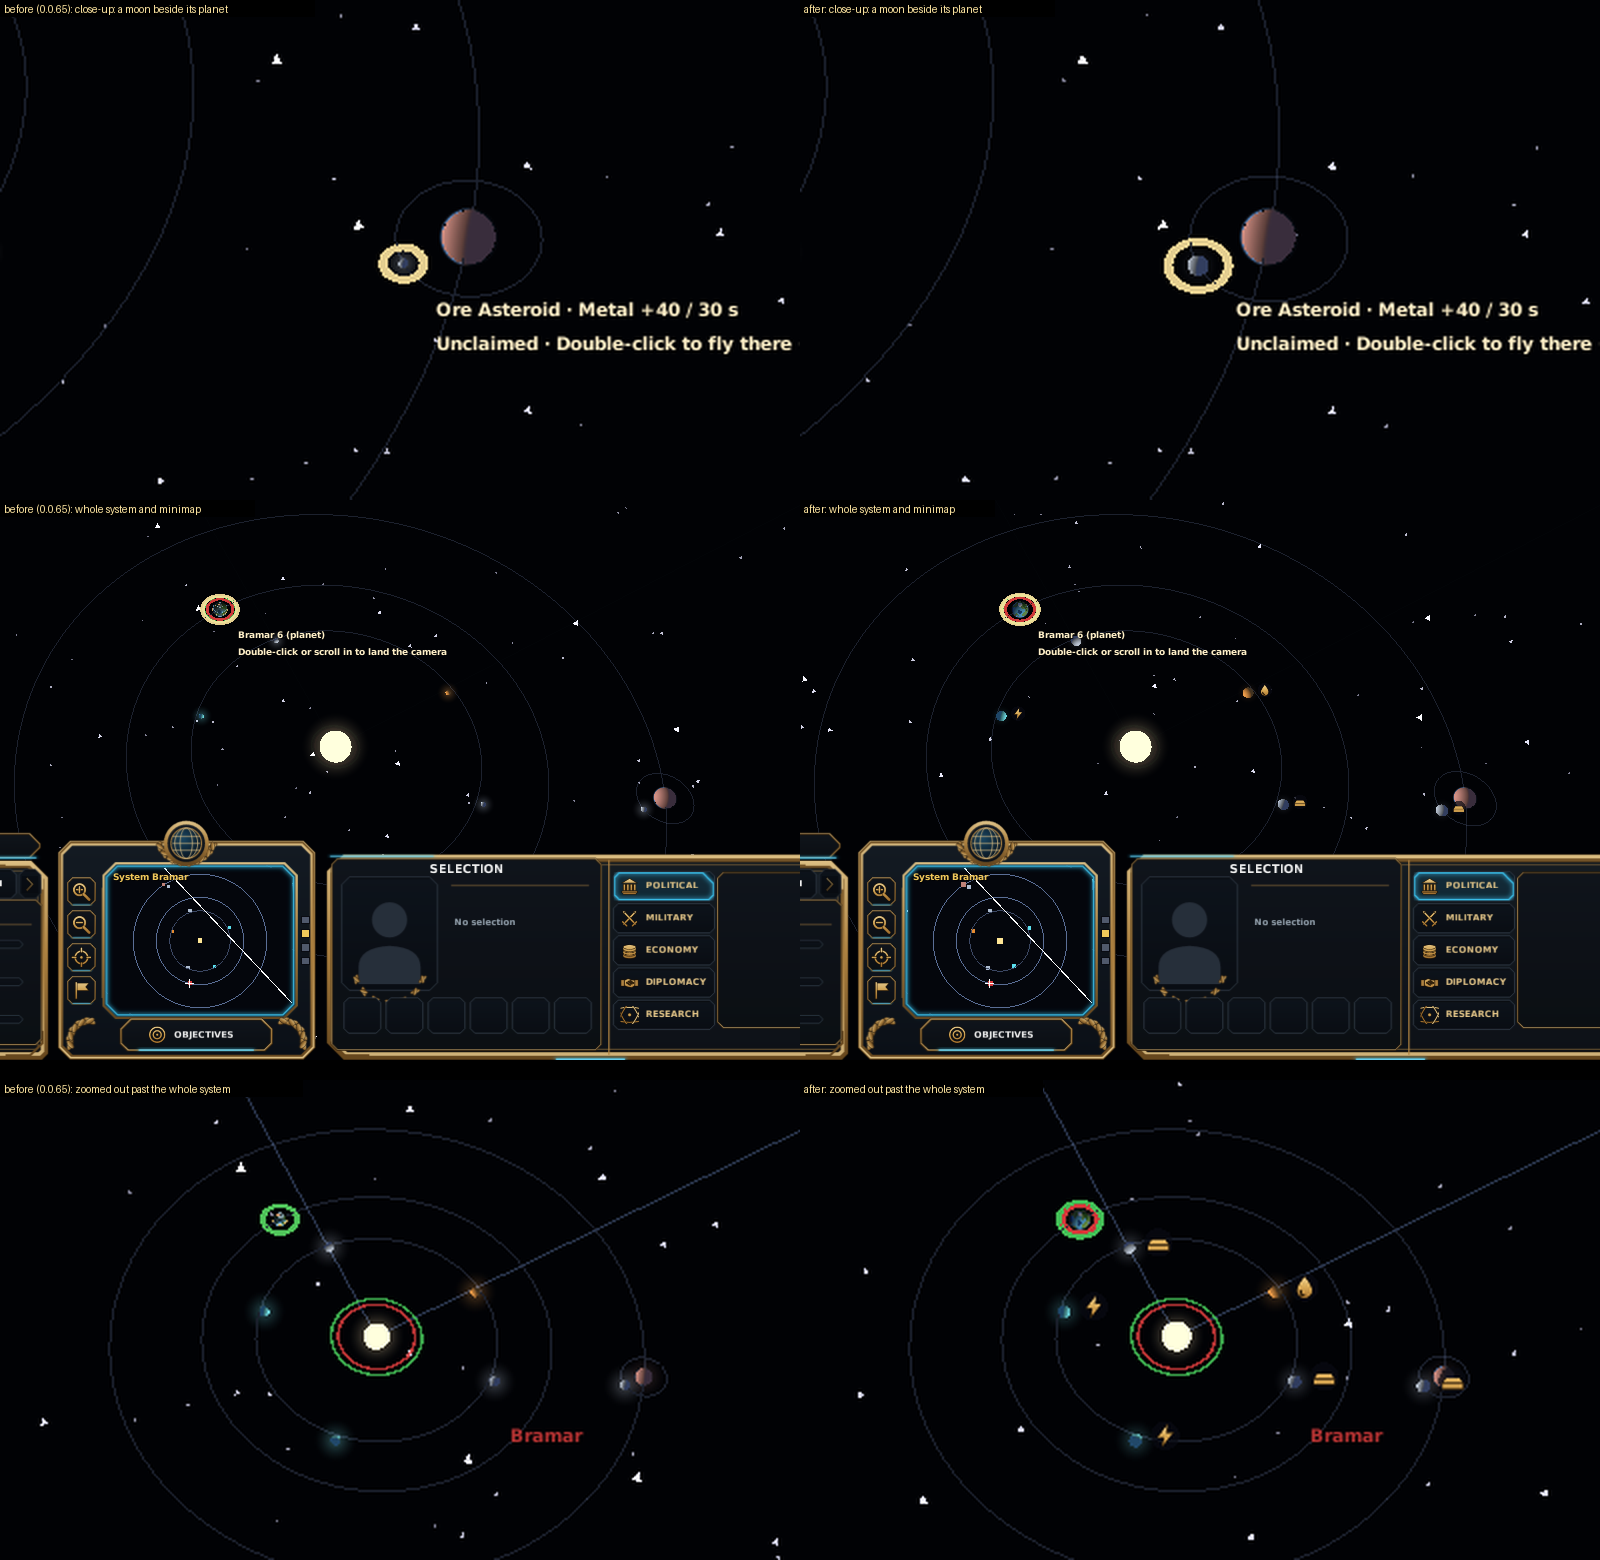 before (0.0.65): close-up: a moon beside its planet
after: close-up: a moon beside its planet
Ore Asteroid · Metal +40 / 30 s
Unclaimed · Double-click to fly there
Ore Asteroid · Metal +40 / 30 s
Unclaimed · Double-click to fly there
before (0.0.65): whole system and minimap
after: whole system and minimap
Bramar 6 (planet)
Double-click or scroll in to land the camera
Bramar 6 (planet)
Double-click or scroll in to land the camera
System Bramar
SELECTION
No selection
POLITICAL
MILITARY
ECONOMY
DIPLOMACY
RESEARCH
OBJECTIVES
System Bramar
SELECTION
No selection
POLITICAL
MILITARY
ECONOMY
DIPLOMACY
RESEARCH
OBJECTIVES
before (0.0.65): zoomed out past the whole system
after: zoomed out past the whole system
Bramar
Bramar